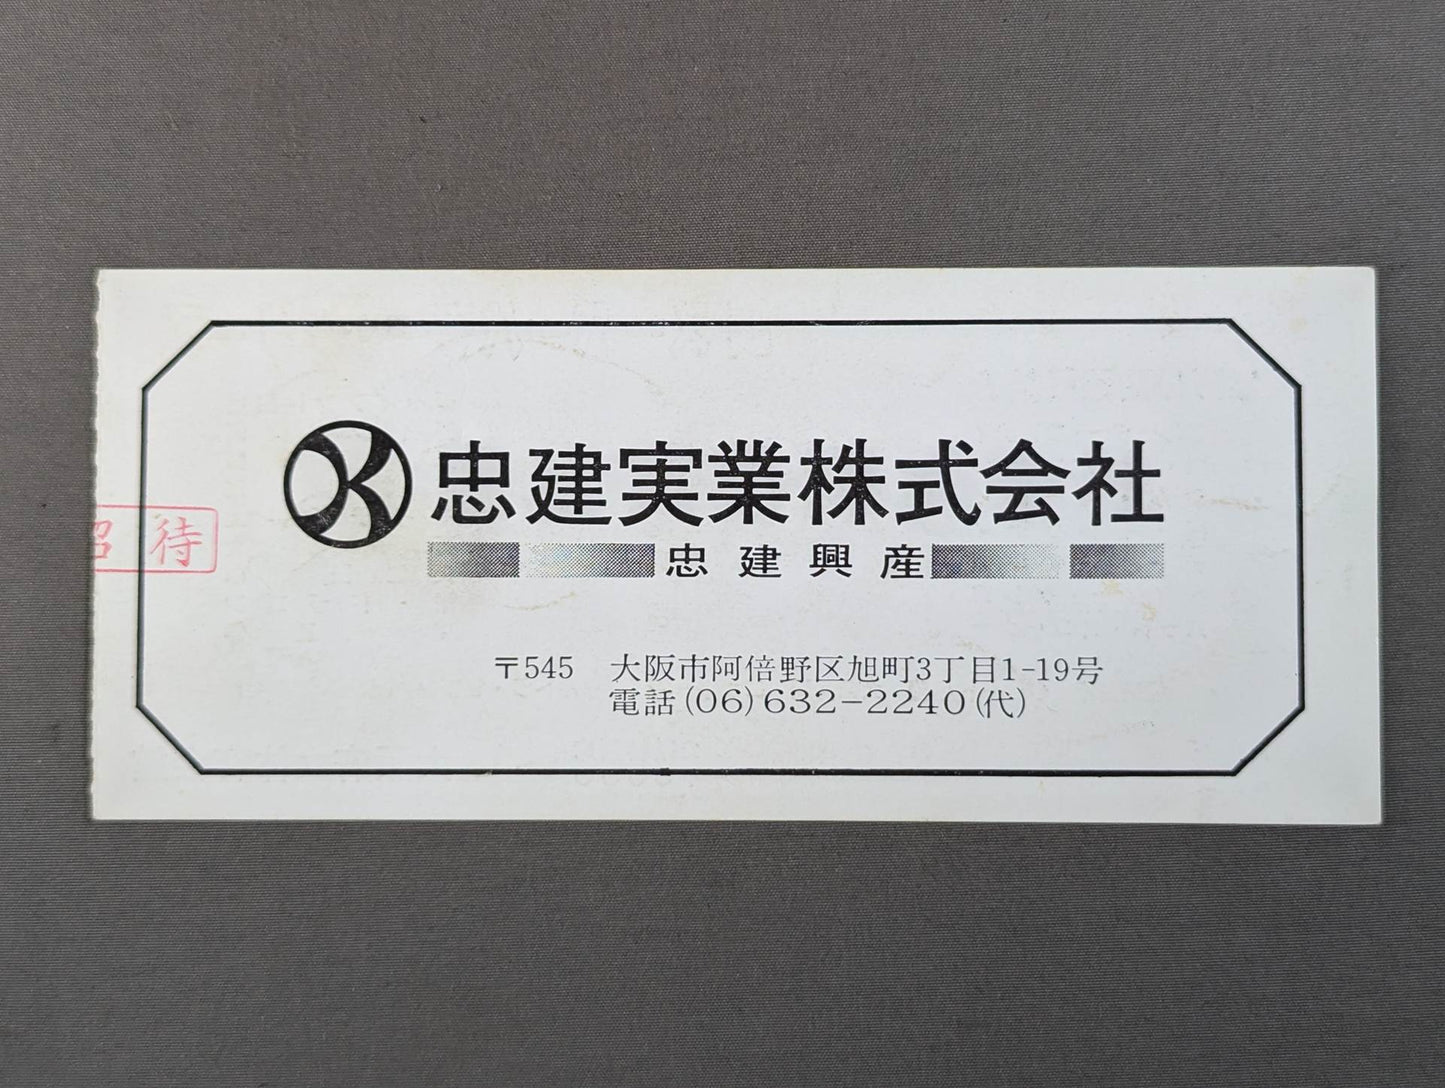 忠建実業株式会社
忠建興産
招待
〒545 大阪市阿倍野区旭町3丁目1-19号
電話(06)632-2240(代)